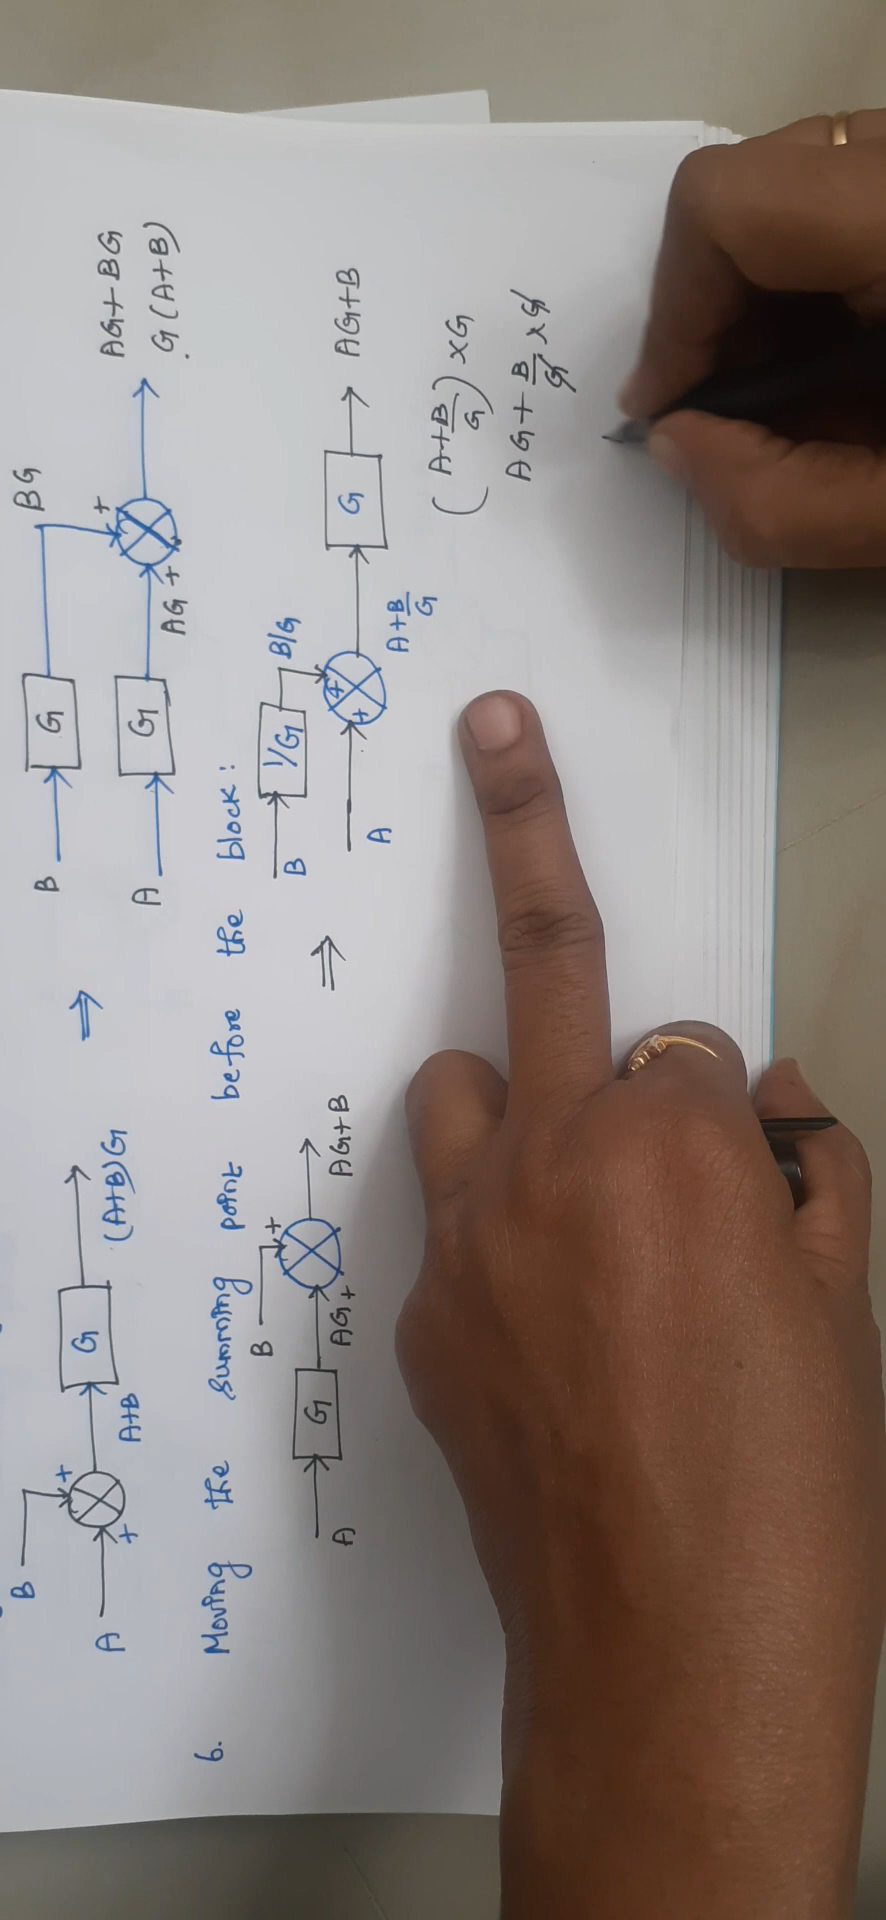 B
A
+
+
A+B
G
(A+B)G
⇒
B
G
BG
A
G
AG
+
+
AG+BG
G(A+B)
6. Moving the summing point before the block:
A
G
AG
+
B
+
AG+B
⇒
B
1/G
B/G
A
+
+
A+B/G
G
AG+B
(A+B/G)×G
AG+B/G×G